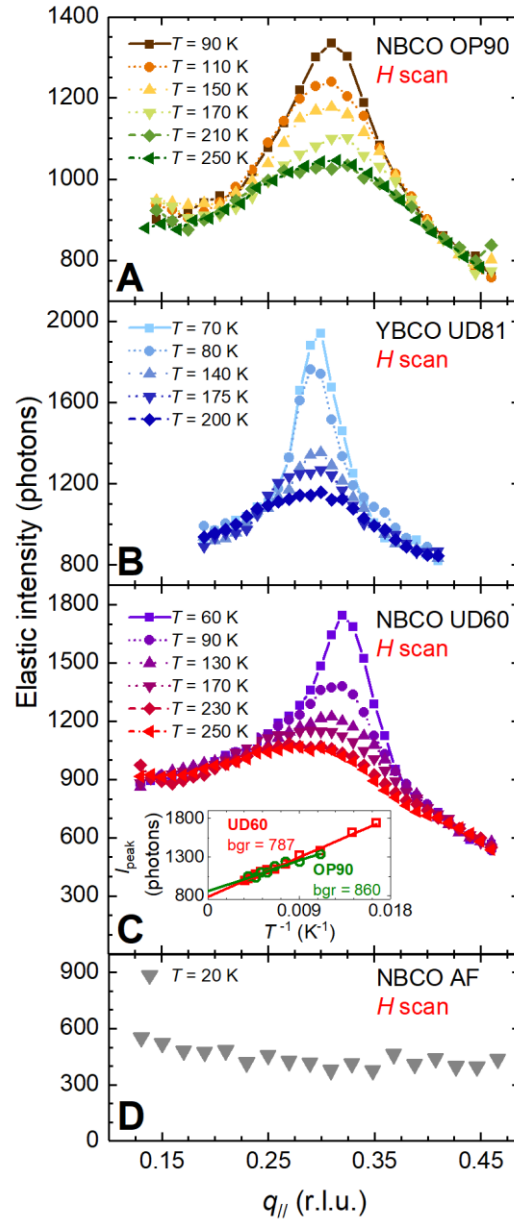 1400
1200
1000
800
T = 90 K
T = 110 K
T = 150 K
T = 170 K
T = 210 K
T = 250 K
NBCO OP90
H scan
A
2000
1600
1200
800
T = 70 K
T = 80 K
T = 140 K
T = 175 K
T = 200 K
YBCO UD81
H scan
B
Elastic intensity (photons)
1800
1500
1200
900
600
300
T = 60 K
T = 90 K
T = 130 K
T = 170 K
T = 230 K
T = 250 K
NBCO UD60
H scan
I peak
(photons)
1800
1300
800
UD60
bgr = 787
OP90
bgr = 860
0 0.009 0.018
T⁻¹ (K⁻¹)
C
900
600
300
0
T = 20 K
NBCO AF
H scan
D
0.15 0.25 0.35 0.45
q// (r.l.u.)